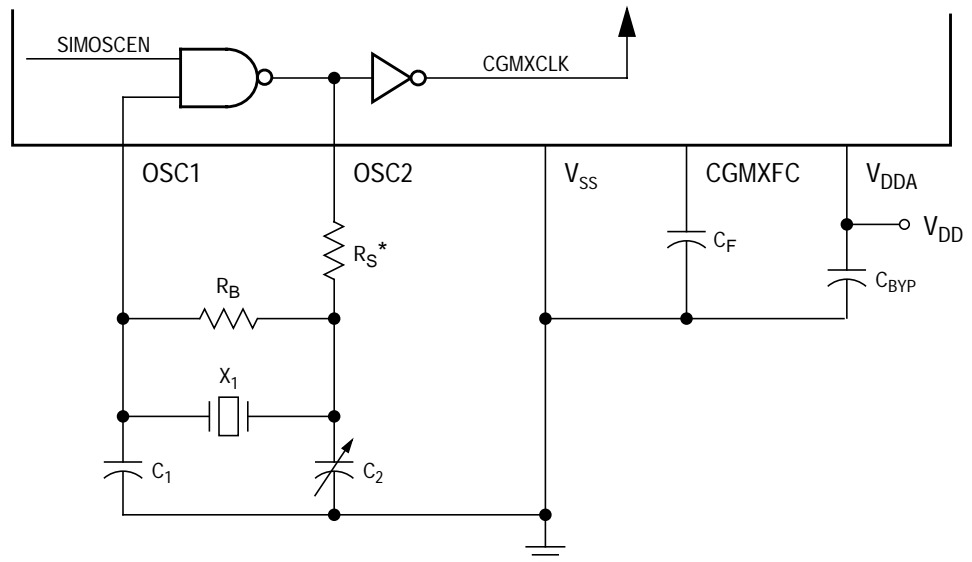 SIMOSCEN
CGMXCLK
OSC1 OSC2 VSS CGMXFC VDDA
VDD
RS*
CF
CBYP
RB
X1
C1 C2